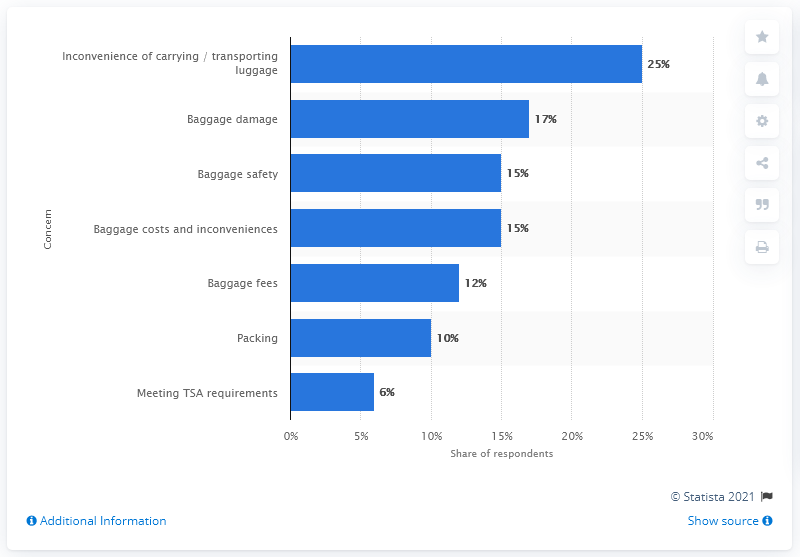 Inconvenience of carrying / transporting
luggage
25%
Baggage damage
17%
Baggage safety
15%
Concern
Baggage costs and inconveniences
15%
Baggage fees
12%
Packing
10%
Meeting TSA requirements
6%
0% 5% 10% 15% 20% 25% 30%
Share of respondents
© Statista 2021
Additional Information
Show source